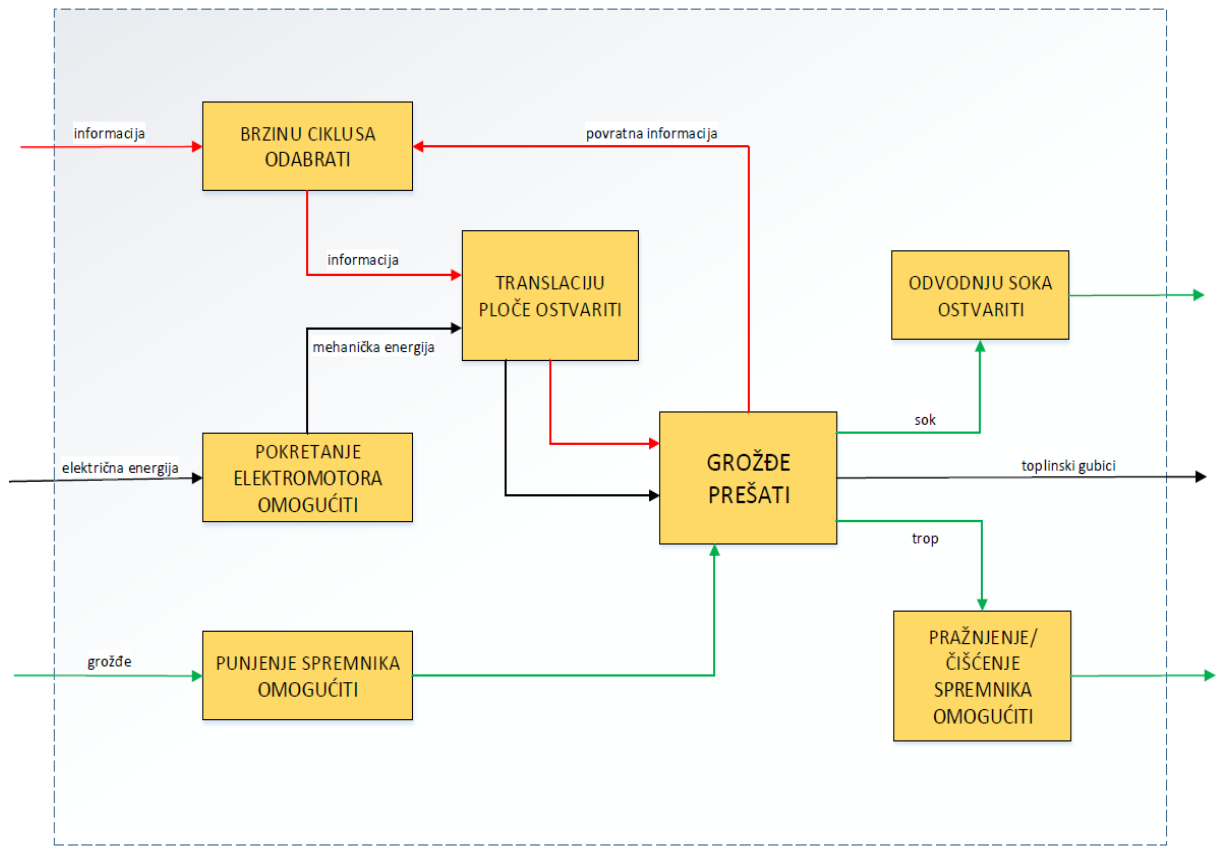 informacija
BRZINU CIKLUSA
ODABRATI
povratna informacija
informacija
TRANSLACIJU
PLOČE OSTVARITI
ODVODNJU SOKA
OSTVARITI
mehanička energija
sok
električna energija
POKRETANJE
ELEKTROMOTORA
OMOGUĆITI
GROŽĐE
PREŠATI
toplinski gubici
trop
grožđe
PUNJENJE SPREMNIKA
OMOGUĆITI
PRAŽNJENJE/
ČIŠĆENJE
SPREMNIKA
OMOGUĆITI